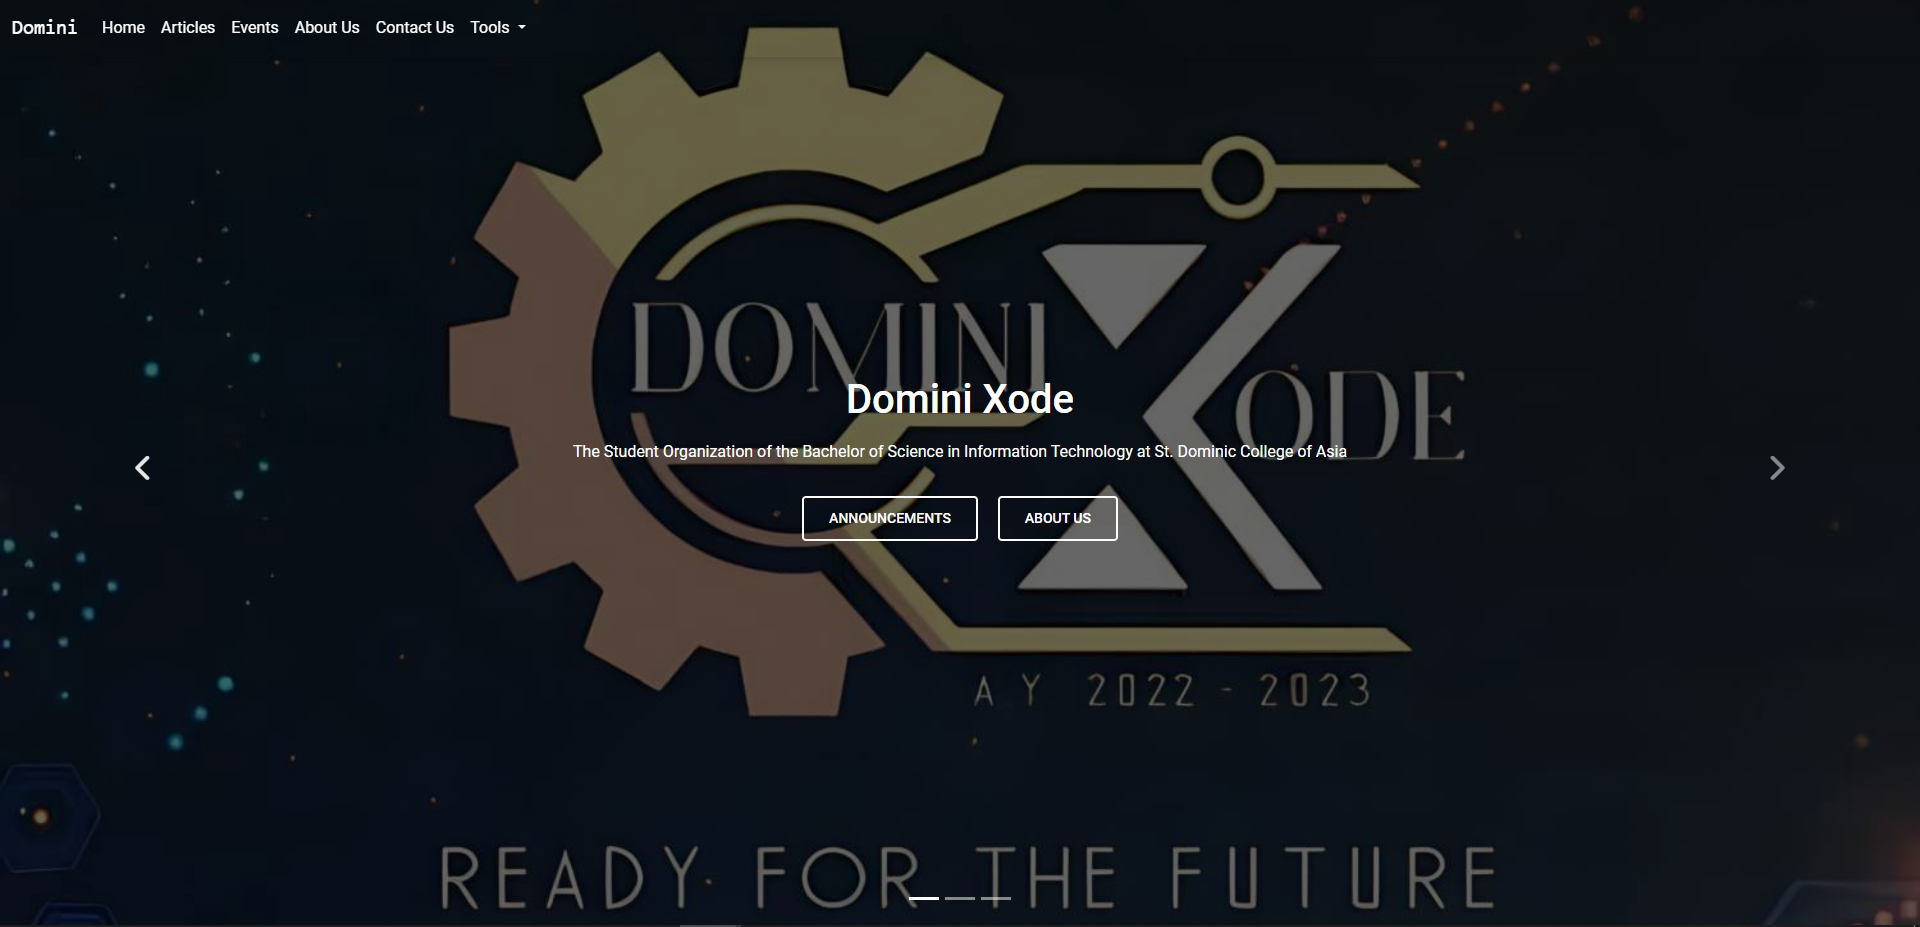 Domini Home Articles Events About Us Contact Us Tools
DOMINI
XODE
Domini Xode
The Student Organization of the Bachelor of Science in Information Technology at St. Dominic College of Asia
ANNOUNCEMENTS ABOUT US
AY 2022 - 2023
READY FOR THE FUTURE